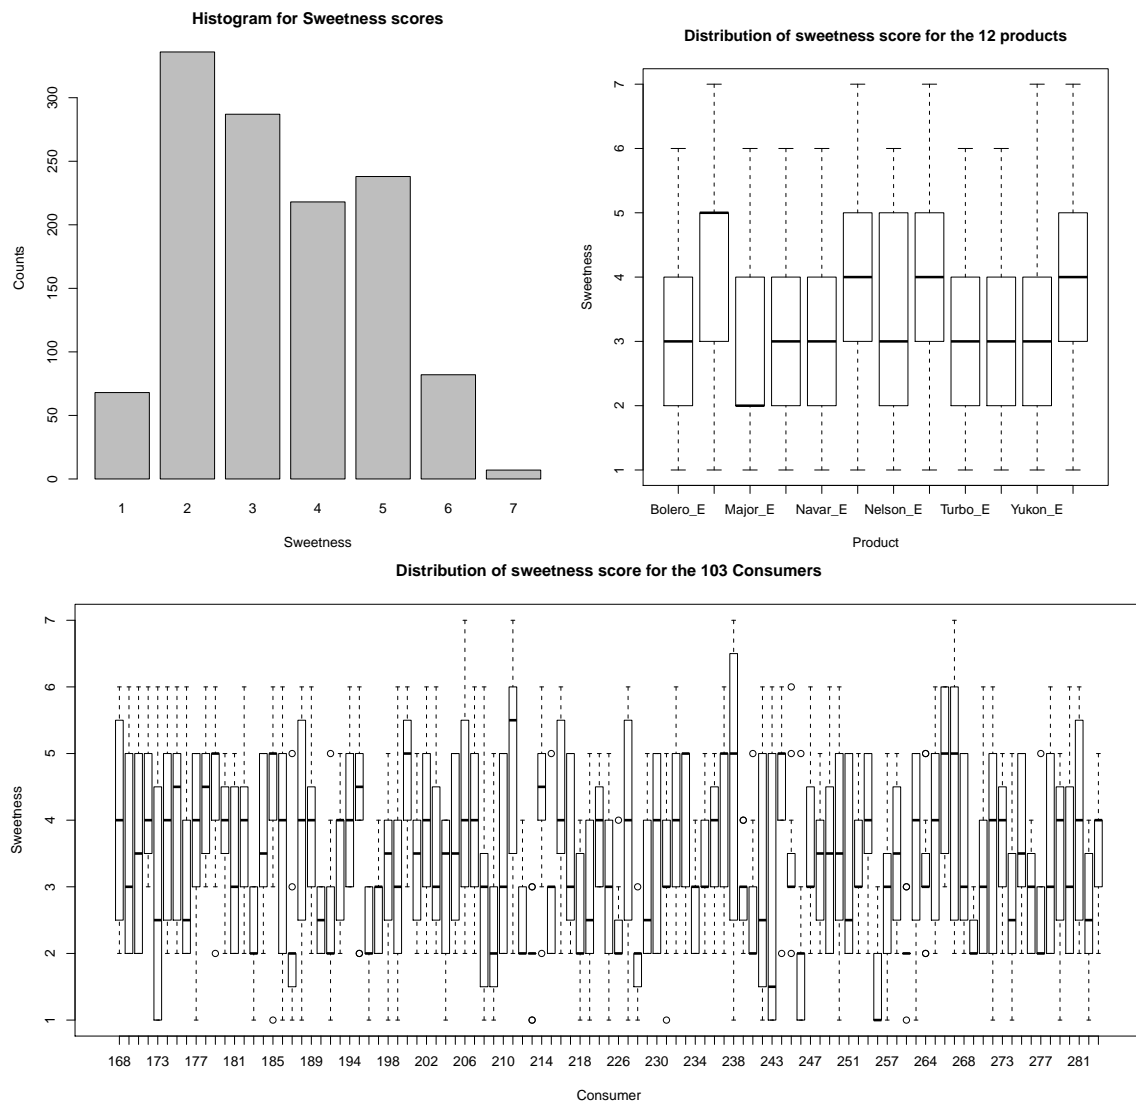 Histogram for Sweetness scores
Counts
0 50 100 150 200 250 300
1 2 3 4 5 6 7
Sweetness
Distribution of sweetness score for the 12 products
Sweetness
1 2 3 4 5 6 7
Bolero_E Major_E Navar_E Nelson_E Turbo_E Yukon_E
Product
Distribution of sweetness score for the 103 Consumers
Sweetness
1 2 3 4 5 6 7
168 173 177 181 185 189 194 198 202 206 210 214 218 226 230 234 238 243 247 251 257 264 268 273 277 281
Consumer